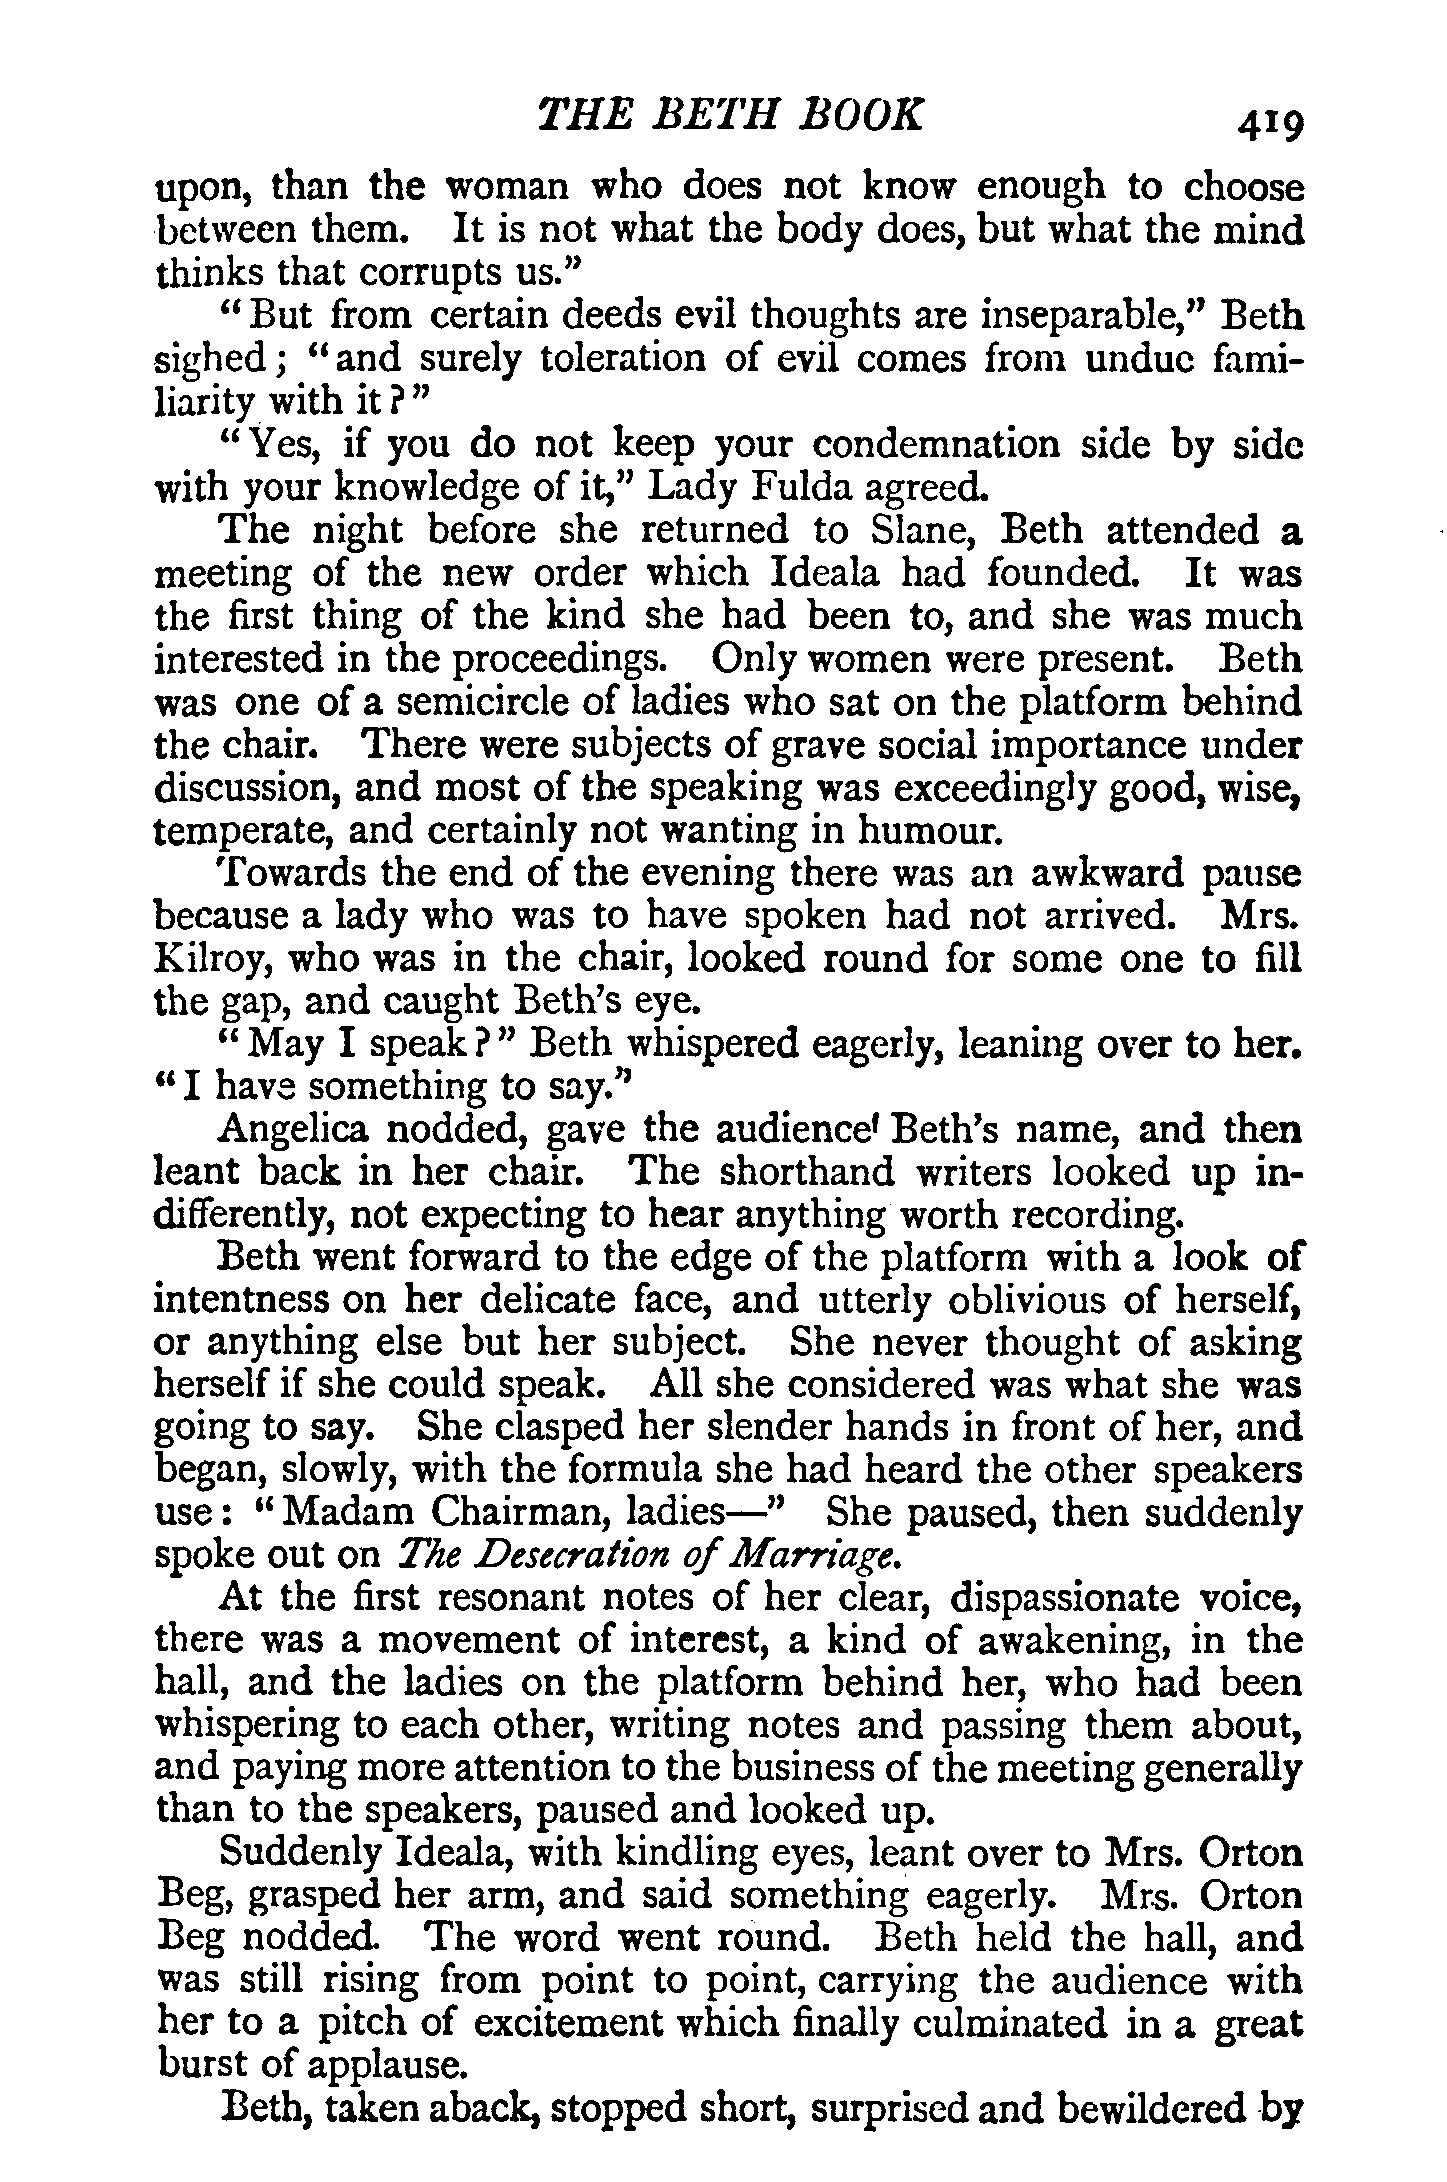 THE BETH BOOK 419
upon, than the woman who does not know enough to choose
between them. It is not what the body does, but what the mind
thinks that corrupts us."
"But from certain deeds evil thoughts are inseparable," Beth
sighed; "and surely toleration of evil comes from undue fami-
liarity with it?"
"Yes, if you do not keep your condemnation side by side
with your knowledge of it," Lady Fulda agreed.
The night before she returned to Slane, Beth attended a
meeting of the new order which Ideala had founded. It was
the first thing of the kind she had been to, and she was much
interested in the proceedings. Only women were present. Beth
was one of a semicircle of ladies who sat on the platform behind
the chair. There were subjects of grave social importance under
discussion, and most of the speaking was exceedingly good, wise,
temperate, and certainly not wanting in humour.
Towards the end of the evening there was an awkward pause
because a lady who was to have spoken had not arrived. Mrs.
Kilroy, who was in the chair, looked round for some one to fill
the gap, and caught Beth's eye.
"May I speak?" Beth whispered eagerly, leaning over to her.
"I have something to say."
Angelica nodded, gave the audience' Beth's name, and then
leant back in her chair. The shorthand writers looked up in-
differently, not expecting to hear anything worth recording.
Beth went forward to the edge of the platform with a look of
intentness on her delicate face, and utterly oblivious of herself,
or anything else but her subject. She never thought of asking
herself if she could speak. All she considered was what she was
going to say. She clasped her slender hands in front of her, and
began, slowly, with the formula she had heard the other speakers
use: "Madam Chairman, ladies—" She paused, then suddenly
spoke out on The Desecration of Marriage.
At the first resonant notes of her clear, dispassionate voice,
there was a movement of interest, a kind of awakening, in the
hall, and the ladies on the platform behind her, who had been
whispering to each other, writing notes and passing them about,
and paying more attention to the business of the meeting generally
than to the speakers, paused and looked up.
Suddenly Ideala, with kindling eyes, leant over to Mrs. Orton
Beg, grasped her arm, and said something eagerly. Mrs. Orton
Beg nodded. The word went round. Beth held the hall, and
was still rising from point to point, carrying the audience with
her to a pitch of excitement which finally culminated in a great
burst of applause.
Beth, taken aback, stopped short, surprised and bewildered by